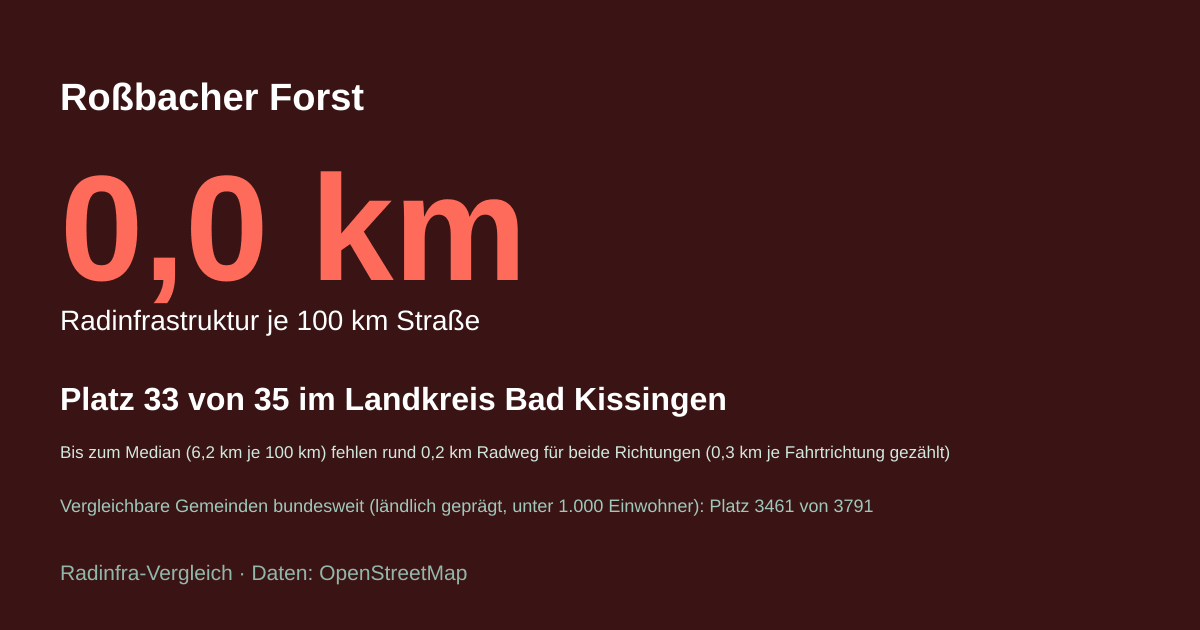 Roßbacher Forst
0,0 km
Radinfrastruktur je 100 km Straße
Platz 33 von 35 im Landkreis Bad Kissingen
Bis zum Median (6,2 km je 100 km) fehlen rund 0,2 km Radweg für beide Richtungen (0,3 km je Fahrtrichtung gezählt)
Vergleichbare Gemeinden bundesweit (ländlich geprägt, unter 1.000 Einwohner): Platz 3461 von 3791
Radinfra-Vergleich · Daten: OpenStreetMap